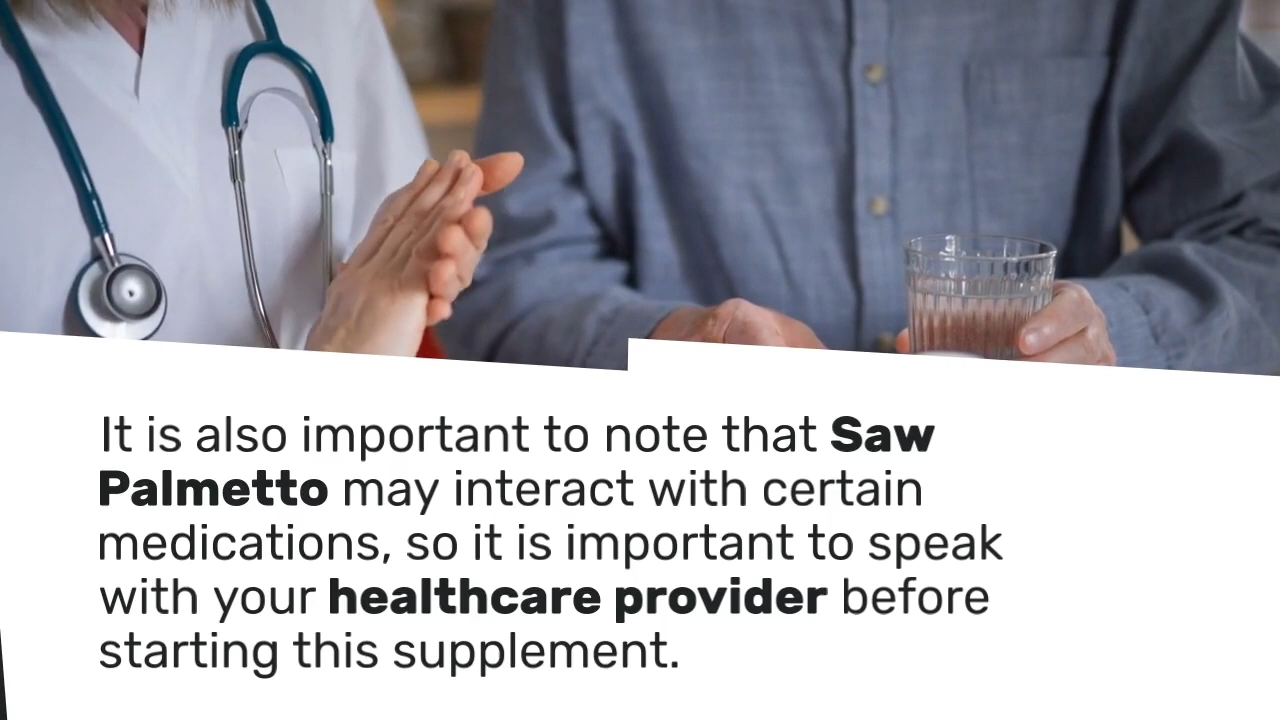 It is also important to note that Saw
Palmetto may interact with certain
medications, so it is important to speak
with your healthcare provider before
starting this supplement.